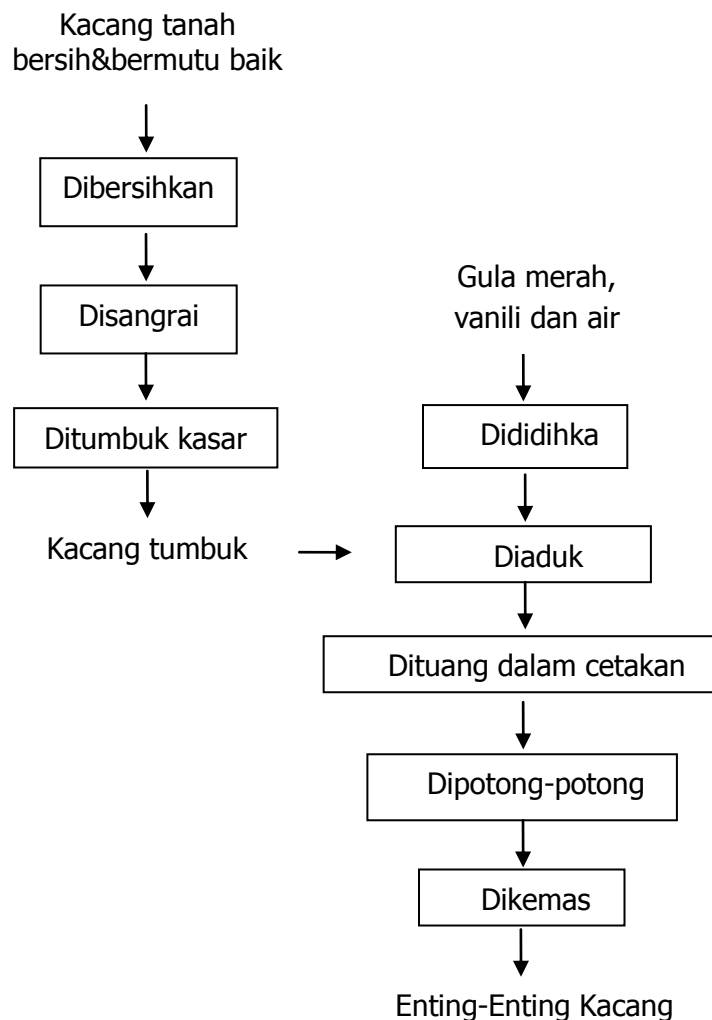 Kacang tanah
bersih&bermutu baik
Dibersihkan
Disangrai
Ditumbuk kasar
Kacang tumbuk
Gula merah,
vanili dan air
Dididihka
Diaduk
Dituang dalam cetakan
Dipotong-potong
Dikemas
Enting-Enting Kacang